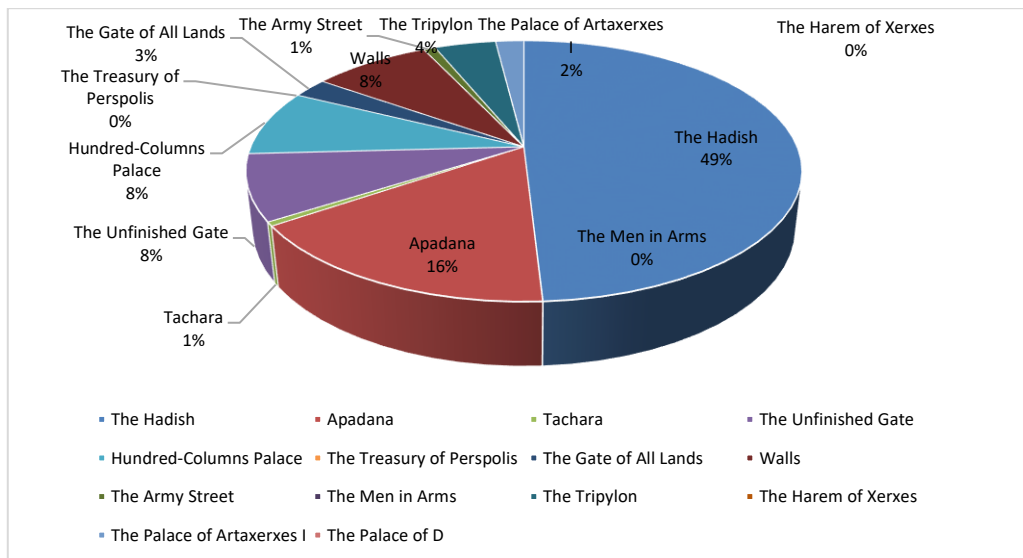 The Gate of All Lands
3%
The Army Street
1%
The Tripylon
4%
The Palace of Artaxerxes
I
2%
The Harem of Xerxes
0%
The Treasury of
Perspolis
0%
Walls
8%
Hundred-Columns
Palace
8%
The Hadish
49%
The Unfinished Gate
8%
Apadana
16%
The Men in Arms
0%
Tachara
1%
The Hadish
Apadana
Tachara
The Unfinished Gate
Hundred-Columns Palace
The Treasury of Perspolis
The Gate of All Lands
Walls
The Army Street
The Men in Arms
The Tripylon
The Harem of Xerxes
The Palace of Artaxerxes I
The Palace of D